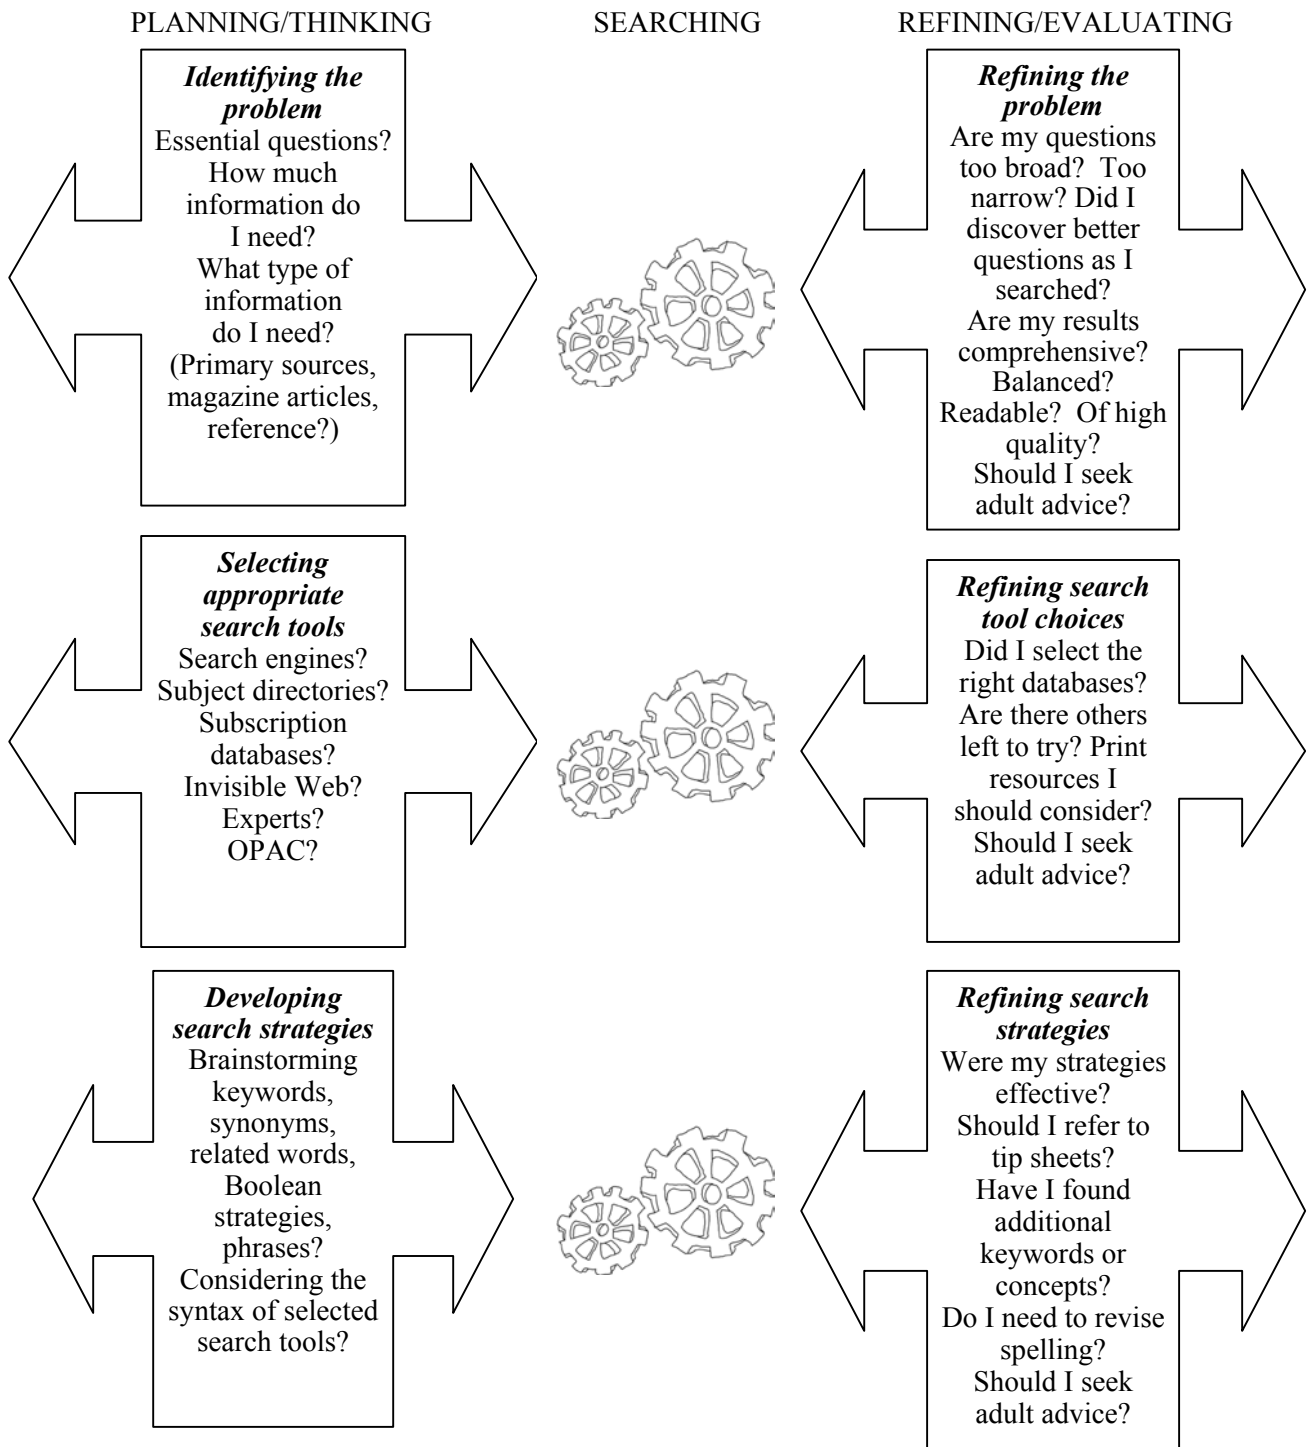 PLANNING/THINKING
SEARCHING
REFINING/EVALUATING
Identifying the
problem
Essential questions?
How much
information do
I need?
What type of
information
do I need?
(Primary sources,
magazine articles,
reference?)
Refining the
problem
Are my questions
too broad?  Too
narrow? Did I
discover better
questions as I
searched?
Are my results
comprehensive?
Balanced?
Readable?  Of high
quality?
Should I seek
adult advice?
Selecting
appropriate
search tools
Search engines?
Subject directories?
Subscription
databases?
Invisible Web?
Experts?
OPAC?
Refining search
tool choices
Did I select the
right databases?
Are there others
left to try? Print
resources I
should consider?
Should I seek
adult advice?
Developing
search strategies
Brainstorming
keywords,
synonyms,
related words,
Boolean
strategies,
phrases?
Considering the
syntax of selected
search tools?
Refining search
strategies
Were my strategies
effective?
Should I refer to
tip sheets?
Have I found
additional
keywords or
concepts?
Do I need to revise
spelling?
Should I seek
adult advice?